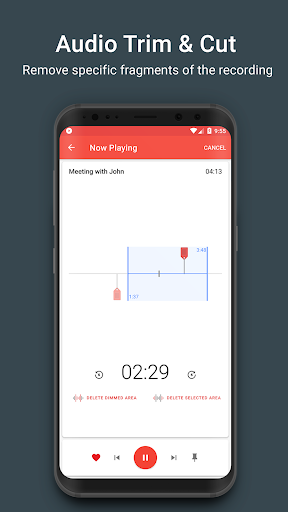 Audio Trim & Cut
Remove specific fragments of the recording
9:53
Now Playing
CANCEL
Meeting with John
04:13
3:48
1:37
02:29
DELETE DIMMED AREA
DELETE SELECTED AREA